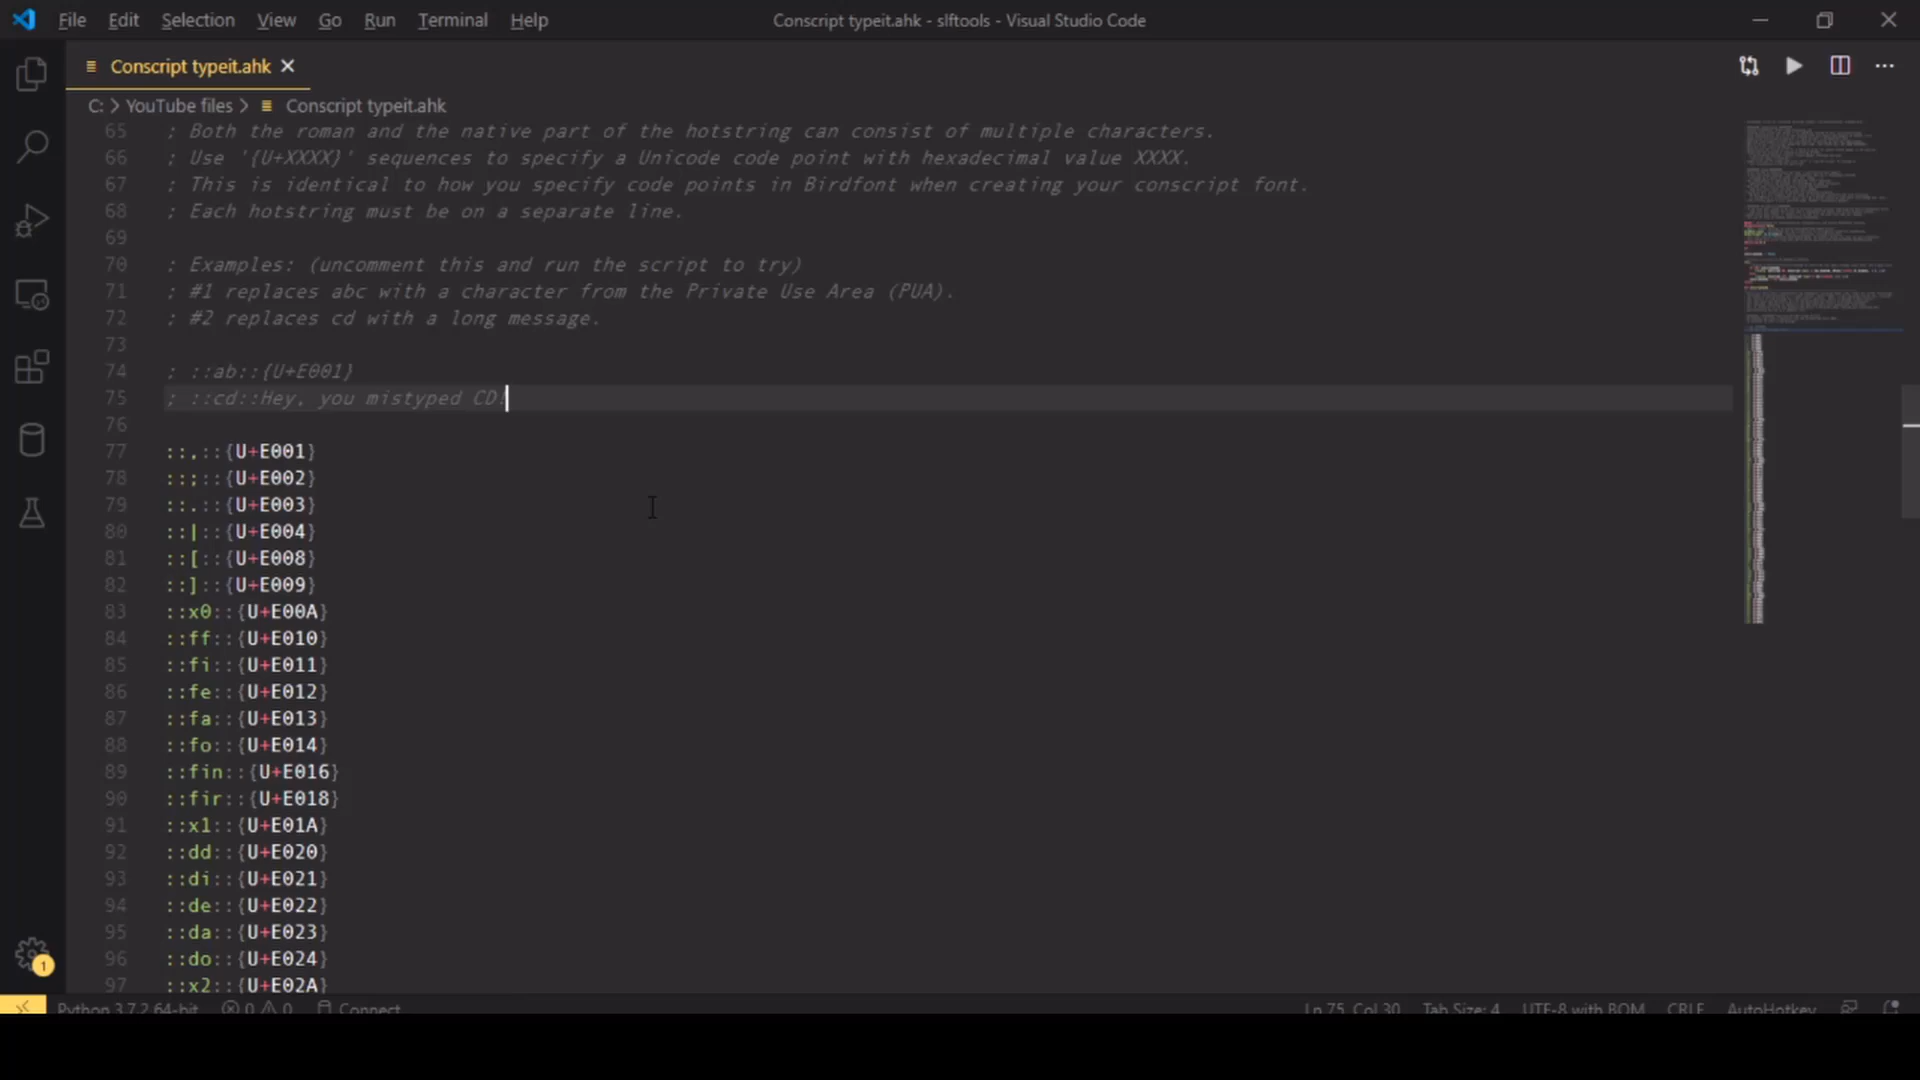 File Edit Selection View Go Run Terminal Help
Conscript typeit.ahk - slftools - Visual Studio Code
Conscript typeit.ahk
C: > YouTube files > Conscript typeit.ahk
65 ; Both the roman and the native part of the hotstring can consist of multiple characters.
66 ; Use '{U+XXXX}' sequences to specify a Unicode code point with hexadecimal value XXXX.
67 ; This is identical to how you specify code points in Birdfont when creating your conscript font.
68 ; Each hotstring must be on a separate line.
69
70 ; Examples: (uncomment this and run the script to try)
71 ; #1 replaces abc with a character from the Private Use Area (PUA).
72 ; #2 replaces cd with a long message.
73
74 ; ::ab::{U+E001}
75 ; ::cd::Hey, you mistyped CD!
76
77 ::,::{U+E001}
78 ::;::{U+E002}
79 ::.::{U+E003}
80 ::|::{U+E004}
81 ::[::{U+E008}
82 ::]::{U+E009}
83 ::x0::{U+E00A}
84 ::ff::{U+E010}
85 ::fi::{U+E011}
86 ::fe::{U+E012}
87 ::fa::{U+E013}
88 ::fo::{U+E014}
89 ::fin::{U+E016}
90 ::fir::{U+E018}
91 ::x1::{U+E01A}
92 ::dd::{U+E020}
93 ::di::{U+E021}
94 ::de::{U+E022}
95 ::da::{U+E023}
96 ::do::{U+E024}
97 ::x2::{U+E02A}
1
Python 3.7.2 64-bit 0 0 Connect Ln 75, Col 30 Tab Size: 4 UTF-8 with BOM CRLF AutoHotkey